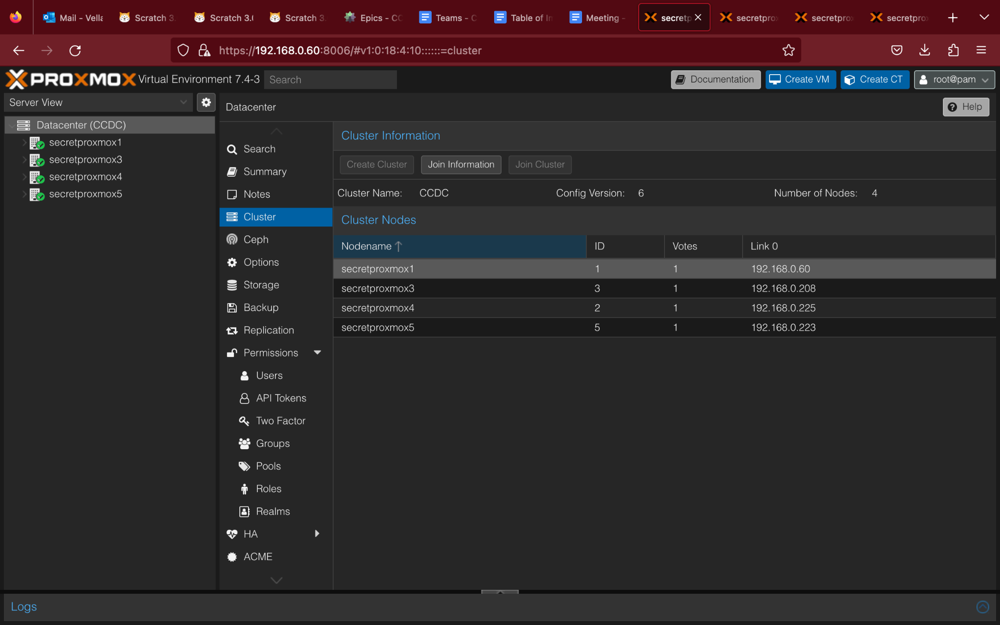 Mail - Vella
Scratch 3.
Scratch 3.0
Scratch 3.
Epics - CC
Teams - C
Table of In
Meeting -
secretp
secretprox
secretprox
secretprox
https://192.168.0.60:8006/#v1:0:18:4:10::::::=cluster
PROXMOX Virtual Environment 7.4-3 Search Documentation Create VM Create CT root@pam
Server View
Datacenter Help
Datacenter (CCDC)
secretproxmox1
secretproxmox3
secretproxmox4
secretproxmox5
Search
Summary
Notes
Cluster
Ceph
Options
Storage
Backup
Replication
Permissions
Users
API Tokens
Two Factor
Groups
Pools
Roles
Realms
HA
ACME
Cluster Information
Create Cluster Join Information Join Cluster
Cluster Name: CCDC Config Version: 6 Number of Nodes: 4
Cluster Nodes
Nodename ID Votes Link 0
secretproxmox1 1 1 192.168.0.60
secretproxmox3 3 1 192.168.0.208
secretproxmox4 2 1 192.168.0.225
secretproxmox5 5 1 192.168.0.223
Logs